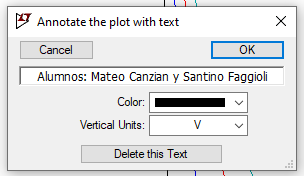 Annotate the plot with text
Cancel
OK
Alumnos: Mateo Canzian y Santino Faggioli
Color:
Vertical Units: V
Delete this Text